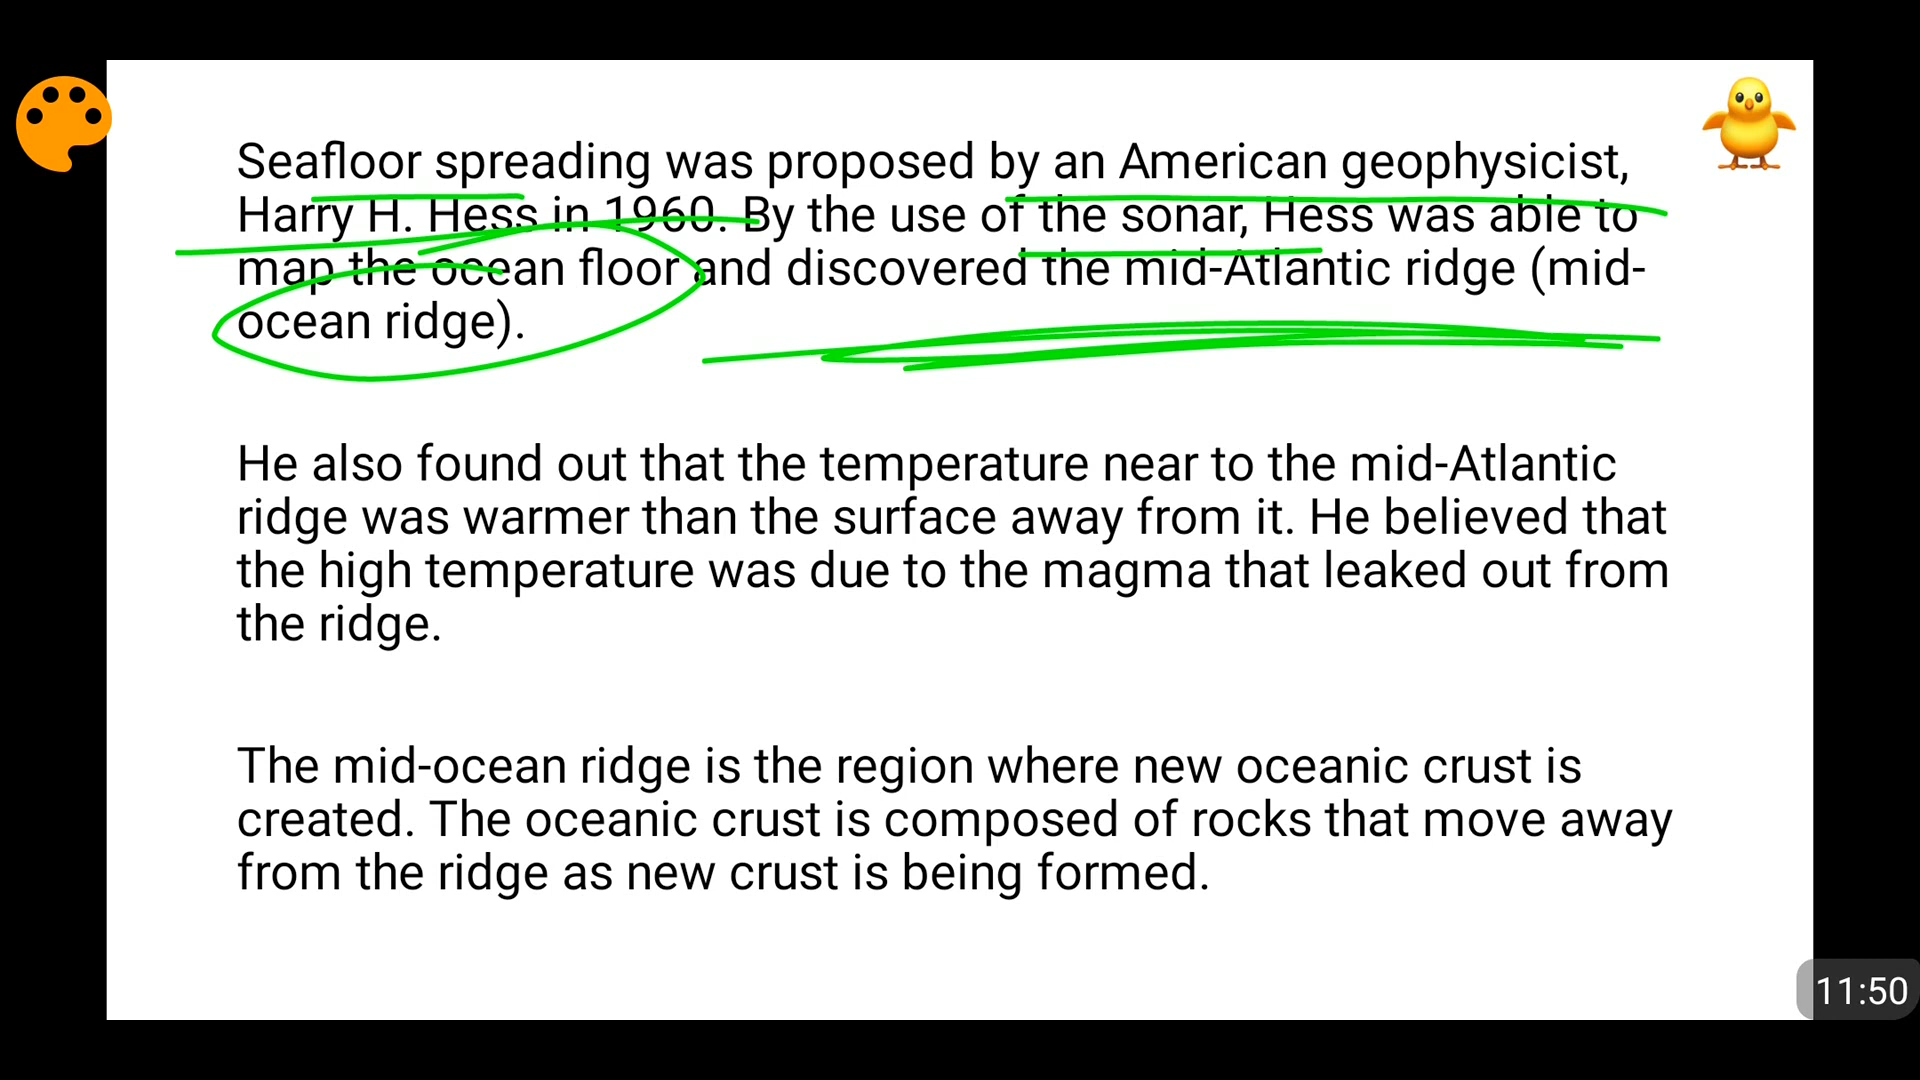 Seafloor spreading was proposed by an American geophysicist,
Harry H. Hess in 1960. By the use of the sonar, Hess was able to
map the ocean floor and discovered the mid-Atlantic ridge (mid-
ocean ridge).
He also found out that the temperature near to the mid-Atlantic
ridge was warmer than the surface away from it. He believed that
the high temperature was due to the magma that leaked out from
the ridge.
The mid-ocean ridge is the region where new oceanic crust is
created. The oceanic crust is composed of rocks that move away
from the ridge as new crust is being formed.
11:50